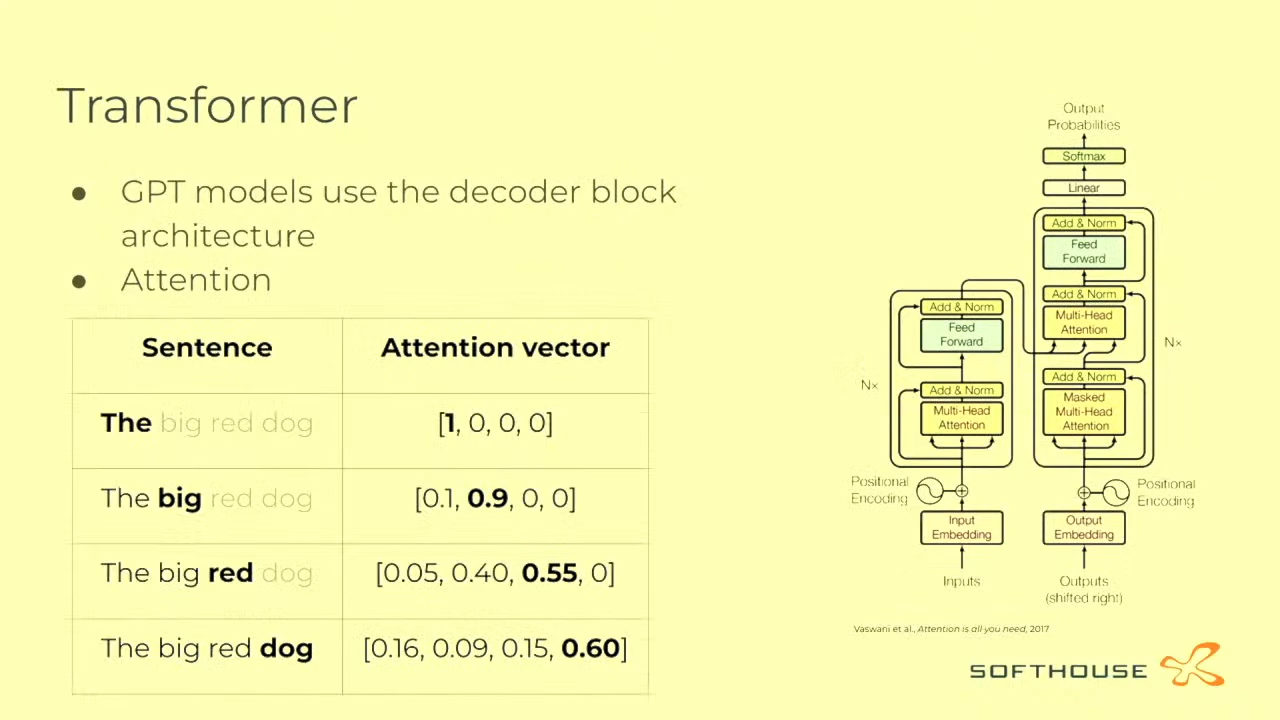 Transformer
● GPT models use the decoder block
architecture
● Attention
Sentence Attention vector
The big red dog [1, 0, 0, 0]
The big red dog [0.1, 0.9, 0, 0]
The big red dog [0.05, 0.40, 0.55, 0]
The big red dog [0.16, 0.09, 0.15, 0.60]
Output
Probabilities
Softmax
Linear
Add & Norm
Feed
Forward
Add & Norm
Multi-Head
Attention
Add & Norm
Masked
Multi-Head
Attention
Nx
Add & Norm
Feed
Forward
Add & Norm
Multi-Head
Attention
Nx
Positional
Encoding
Positional
Encoding
Input
Embedding
Output
Embedding
Inputs
Outputs
(shifted right)
Vaswani et al., Attention is all you need, 2017
SOFTHOUSE